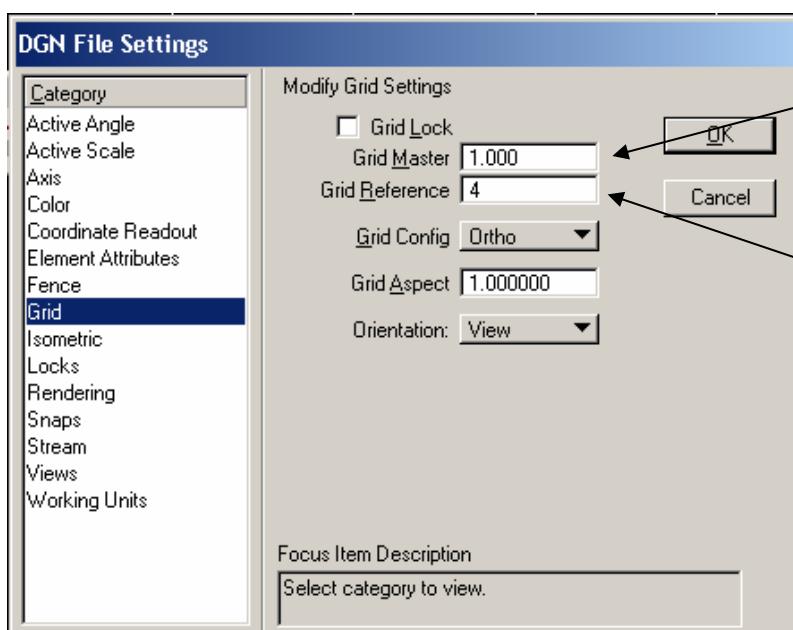 DGN File Settings
Category
Active Angle
Active Scale
Axis
Color
Coordinate Readout
Element Attributes
Fence
Grid
Isometric
Locks
Rendering
Snaps
Stream
Views
Working Units
Modify Grid Settings
Grid Lock
Grid Master 1.000
Grid Reference 4
Grid Config Ortho
Grid Aspect 1.000000
Orientation: View
OK
Cancel
Focus Item Description
Select category to view.